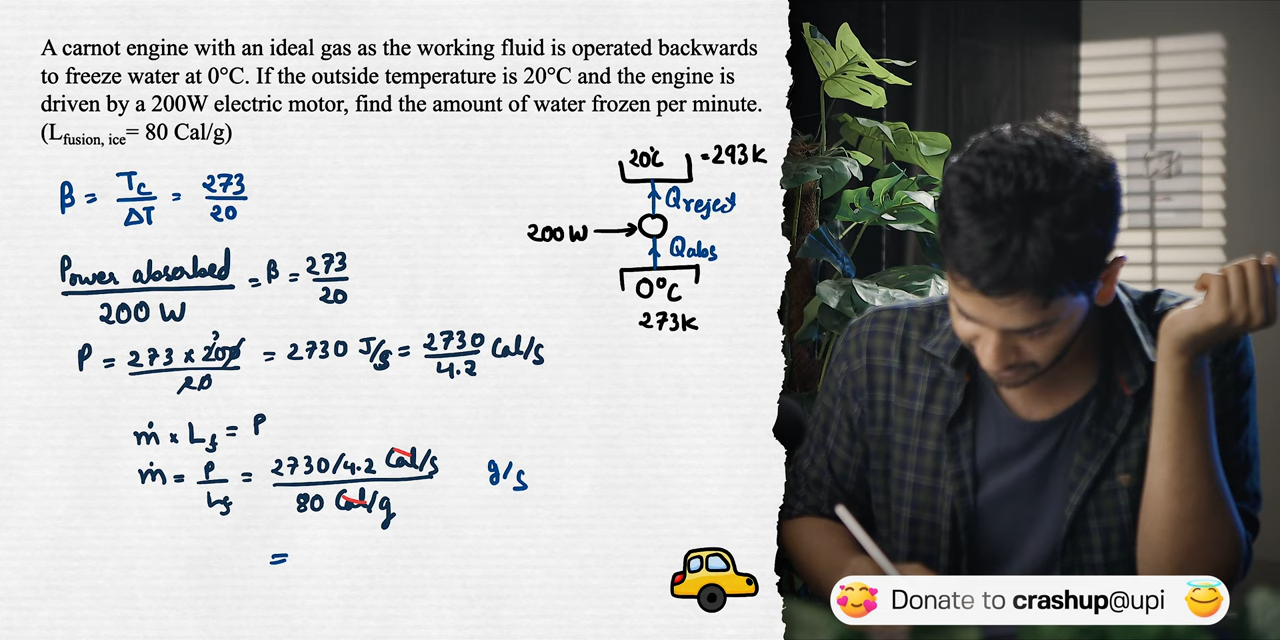 A carnot engine with an ideal gas as the working fluid is operated backwards
to freeze water at 0°C. If the outside temperature is 20°C and the engine is
driven by a 200W electric motor, find the amount of water frozen per minute.
(Lfusion, ice= 80 Cal/g)
β = Tc/ΔT = 273/20
Power absorbed/200 W = β = 273/20
P = 273 × 200/20 = 2730 J/s = 2730/4.2 Cal/s
ṁ × Lf = P
ṁ = P/Lf = 2730/4.2 Cal/s / 80 Cal/g g/s
=
20°C = 293K
Qreject
200W
Qabs
0°C
273K
Donate to crashup@upi